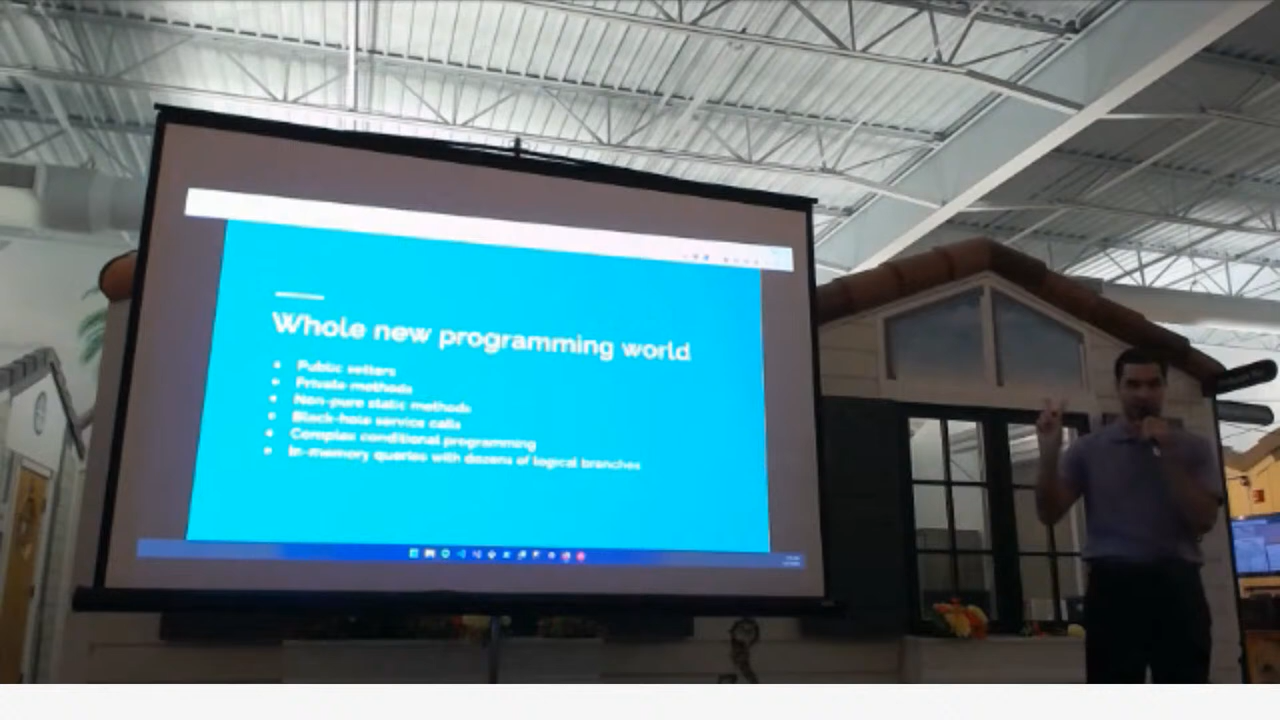 Whole new programming world
Public setters
Private methods
Non-pure static methods
Black-hole service calls
Complex conditional programming
In-memory queries with dozens of logical branches